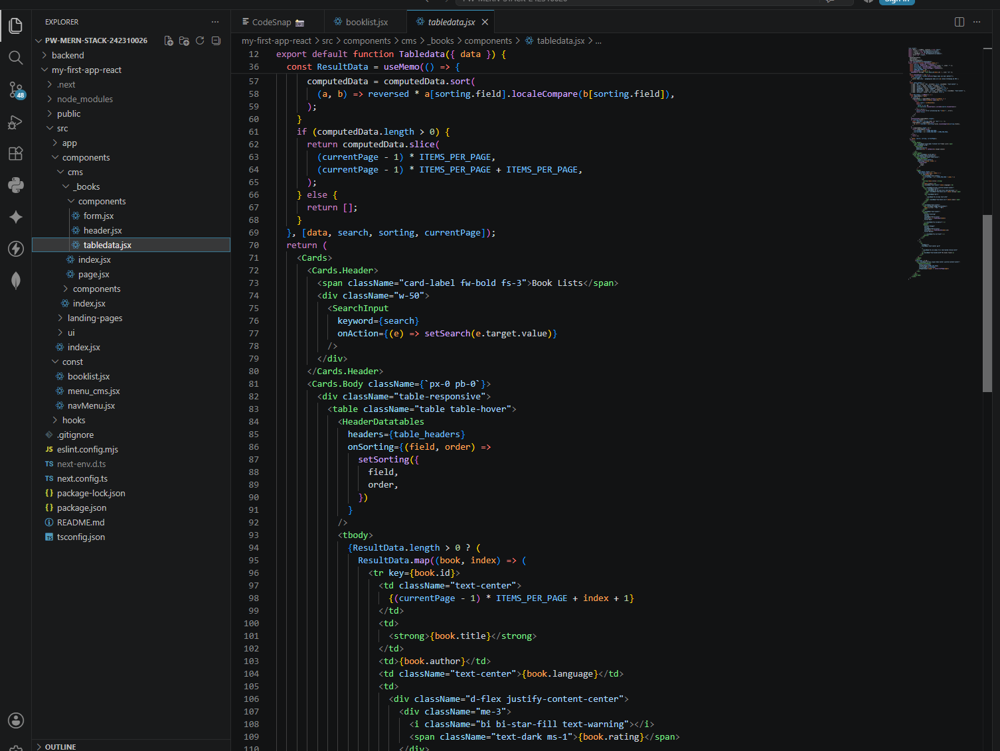 PW-MERN-STACK-242310026
Sign in
EXPLORER
CodeSnap 📷
booklist.jsx
tabledata.jsx
PW-MERN-STACK-242310026
my-first-app-react > src > components > cms > _books > components > tabledata.jsx > ...
backend
my-first-app-react
.next
node_modules
public
src
app
components
cms
_books
components
form.jsx
header.jsx
tabledata.jsx
index.jsx
page.jsx
components
index.jsx
landing-pages
ui
index.jsx
const
booklist.jsx
menu_cms.jsx
navMenu.jsx
hooks
.gitignore
JS eslint.config.mjs
TS next-env.d.ts
TS next.config.ts
{} package-lock.json
{} package.json
README.md
TS tsconfig.json
48
OUTLINE
12 export default function Tabledata({ data }) {
36 const ResultData = useMemo(() => {
57 computedData = computedData.sort(
58 (a, b) => reversed * a[sorting.field].localeCompare(b[sorting.field]),
59 );
60 }
61 if (computedData.length > 0) {
62 return computedData.slice(
63 (currentPage - 1) * ITEMS_PER_PAGE,
64 (currentPage - 1) * ITEMS_PER_PAGE + ITEMS_PER_PAGE,
65 );
66 } else {
67 return [];
68 }
69 }, [data, search, sorting, currentPage]);
70 return (
71 <Cards>
72 <Cards.Header>
73 <span className="card-label fw-bold fs-3">Book Lists</span>
74 <div className="w-50">
75 <SearchInput
76 keyword={search}
77 onAction={(e) => setSearch(e.target.value)}
78 />
79 </div>
80 </Cards.Header>
81 <Cards.Body className={`px-0 pb-0`}>
82 <div className="table-responsive">
83 <table className="table table-hover">
84 <HeaderDatatables
85 headers={table_headers}
86 onSorting={(field, order) =>
87 setSorting({
88 field,
89 order,
90 })
91 }
92 />
93 <tbody>
94 {ResultData.length > 0 ? (
95 ResultData.map((book, index) => (
96 <tr key={book.id}>
97 <td className="text-center">
98 {(currentPage - 1) * ITEMS_PER_PAGE + index + 1}
99 </td>
100 <td>
101 <strong>{book.title}</strong>
102 </td>
103 <td>{book.author}</td>
104 <td className="text-center">{book.language}</td>
105 <td>
106 <div className="d-flex justify-content-center">
107 <div className="me-3">
108 <i className="bi bi-star-fill text-warning"></i>
109 <span className="text-dark ms-1">{book.rating}</span>
110 </div>